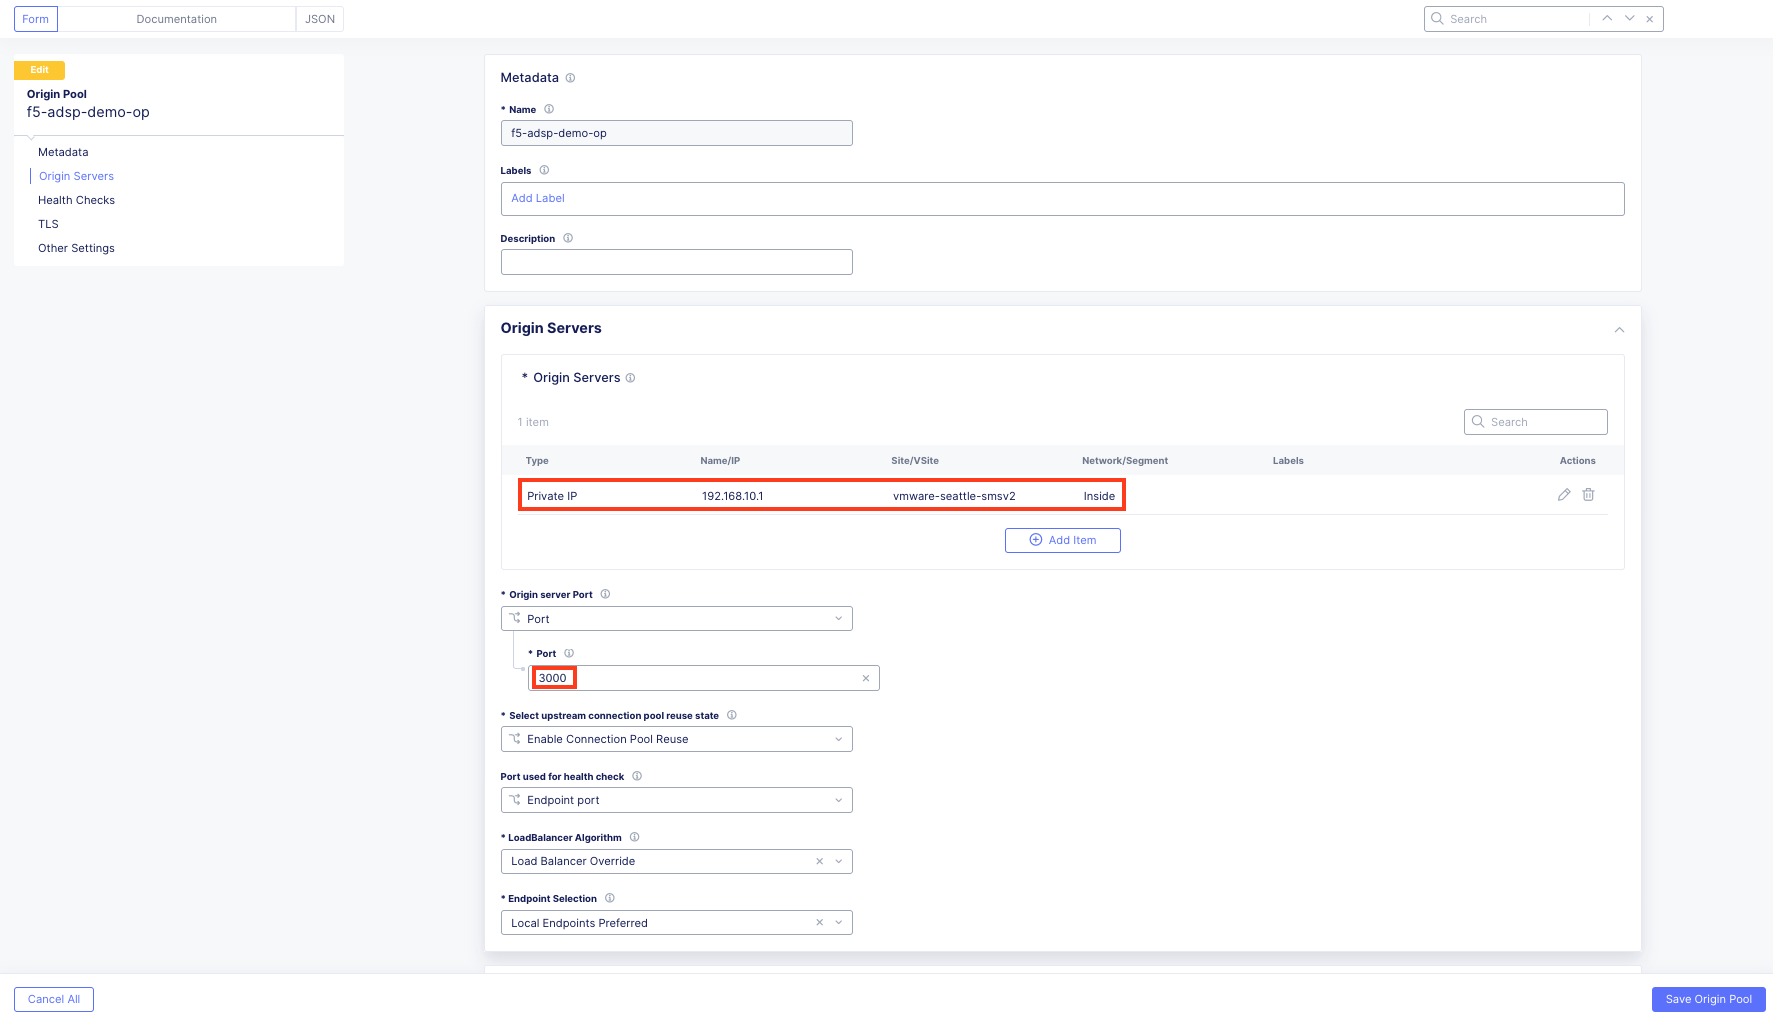 Form Documentation JSON
Search
Edit
Origin Pool
f5-adsp-demo-op
Metadata
Origin Servers
Health Checks
TLS
Other Settings
Metadata
* Name
f5-adsp-demo-op
Labels
Add Label
Description
Origin Servers
* Origin Servers
1 item
Search
Type Name/IP Site/VSite Network/Segment Labels Actions
Private IP 192.168.10.1 vmware-seattle-smsv2 Inside
Add Item
* Origin server Port
Port
* Port
3000
* Select upstream connection pool reuse state
Enable Connection Pool Reuse
Port used for health check
Endpoint port
* LoadBalancer Algorithm
Load Balancer Override
* Endpoint Selection
Local Endpoints Preferred
Cancel All
Save Origin Pool